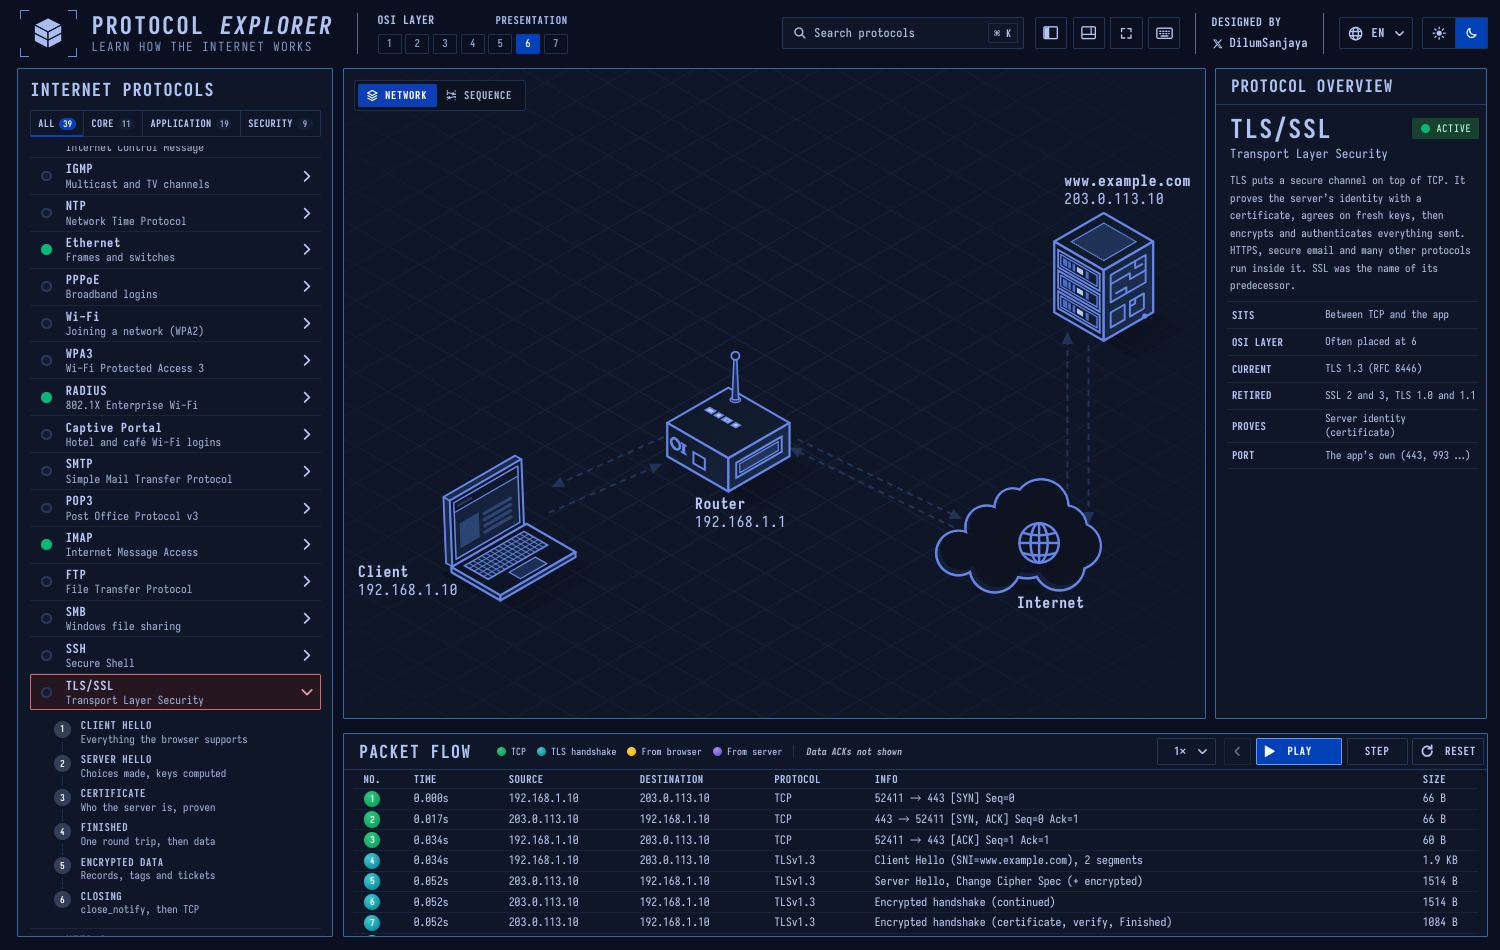 PROTOCOL EXPLORER
LEARN HOW THE INTERNET WORKS
OSI LAYER
PRESENTATION
1 2 3 4 5 6 7
Search protocols
⌘ K
DESIGNED BY
DilumSanjaya
EN
INTERNET PROTOCOLS
ALL 39
CORE 11
APPLICATION 19
SECURITY 9
Internet Control Message
IGMP
Multicast and TV channels
NTP
Network Time Protocol
Ethernet
Frames and switches
PPPoE
Broadband logins
Wi-Fi
Joining a network (WPA2)
WPA3
Wi-Fi Protected Access 3
RADIUS
802.1X Enterprise Wi-Fi
Captive Portal
Hotel and café Wi-Fi logins
SMTP
Simple Mail Transfer Protocol
POP3
Post Office Protocol v3
IMAP
Internet Message Access
FTP
File Transfer Protocol
SMB
Windows file sharing
SSH
Secure Shell
TLS/SSL
Transport Layer Security
1 CLIENT HELLO
Everything the browser supports
2 SERVER HELLO
Choices made, keys computed
3 CERTIFICATE
Who the server is, proven
4 FINISHED
One round trip, then data
5 ENCRYPTED DATA
Records, tags and tickets
6 CLOSING
close_notify, then TCP
NETWORK
SEQUENCE
www.example.com
203.0.113.10
Router
192.168.1.1
Client
192.168.1.10
Internet
PROTOCOL OVERVIEW
TLS/SSL
ACTIVE
Transport Layer Security
TLS puts a secure channel on top of TCP. It
proves the server's identity with a
certificate, agrees on fresh keys, then
encrypts and authenticates everything sent.
HTTPS, secure email and many other protocols
run inside it. SSL was the name of its
predecessor.
SITS Between TCP and the app
OSI LAYER Often placed at 6
CURRENT TLS 1.3 (RFC 8446)
RETIRED SSL 2 and 3, TLS 1.0 and 1.1
PROVES Server identity
(certificate)
PORT The app's own (443, 993 …)
PACKET FLOW
TCP
TLS handshake
From browser
From server
Data ACKs not shown
1×
PLAY
STEP
RESET
NO. TIME SOURCE DESTINATION PROTOCOL INFO SIZE
1 0.000s 192.168.1.10 203.0.113.10 TCP 52411 → 443 [SYN] Seq=0 66 B
2 0.017s 203.0.113.10 192.168.1.10 TCP 443 → 52411 [SYN, ACK] Seq=0 Ack=1 66 B
3 0.034s 192.168.1.10 203.0.113.10 TCP 52411 → 443 [ACK] Seq=1 Ack=1 60 B
4 0.034s 192.168.1.10 203.0.113.10 TLSv1.3 Client Hello (SNI=www.example.com), 2 segments 1.9 KB
5 0.052s 203.0.113.10 192.168.1.10 TLSv1.3 Server Hello, Change Cipher Spec (+ encrypted) 1514 B
6 0.052s 203.0.113.10 192.168.1.10 TLSv1.3 Encrypted handshake (continued) 1514 B
7 0.052s 203.0.113.10 192.168.1.10 TLSv1.3 Encrypted handshake (certificate, verify, Finished) 1084 B